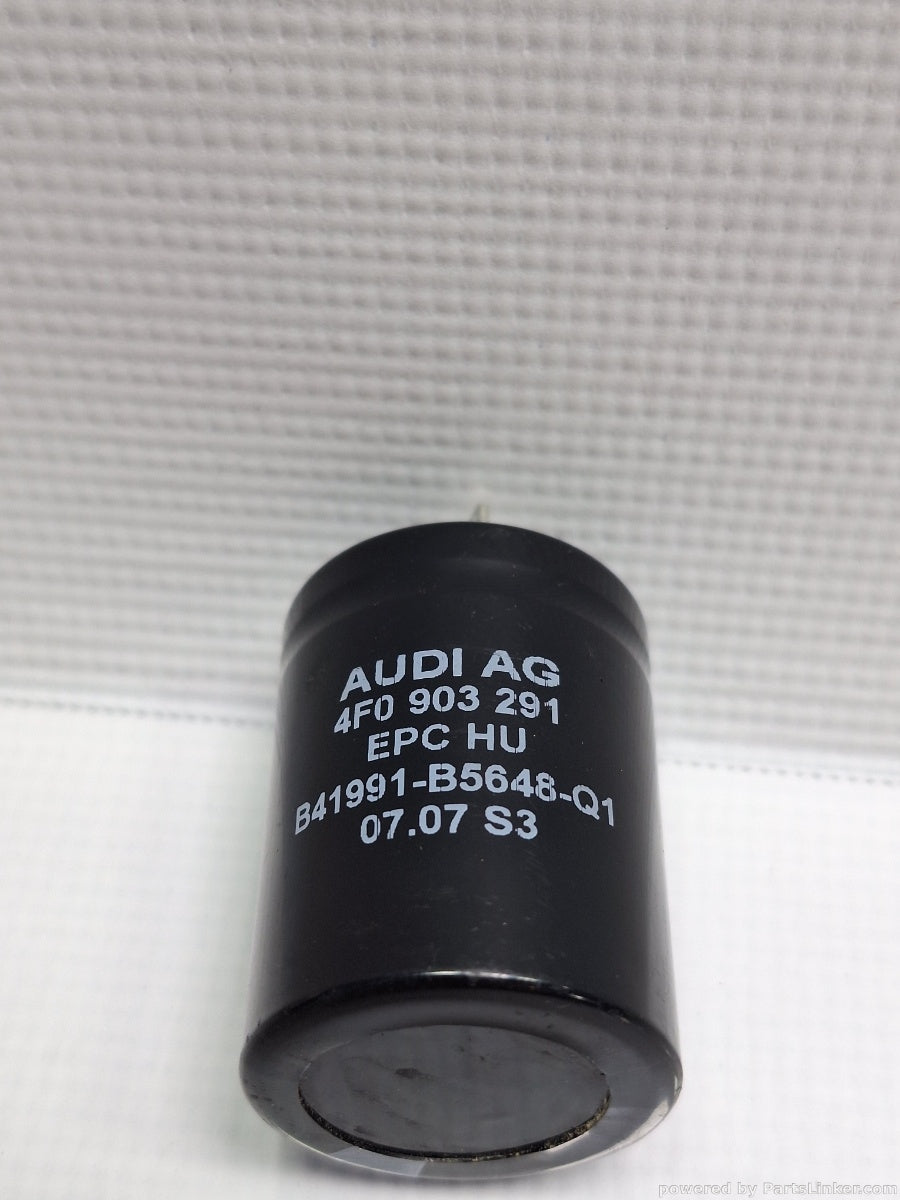 AUDI AG
4F0 903 291
EPC HU
B41991-B5648-Q1
07.07 S3
powered by PartsLinker.com